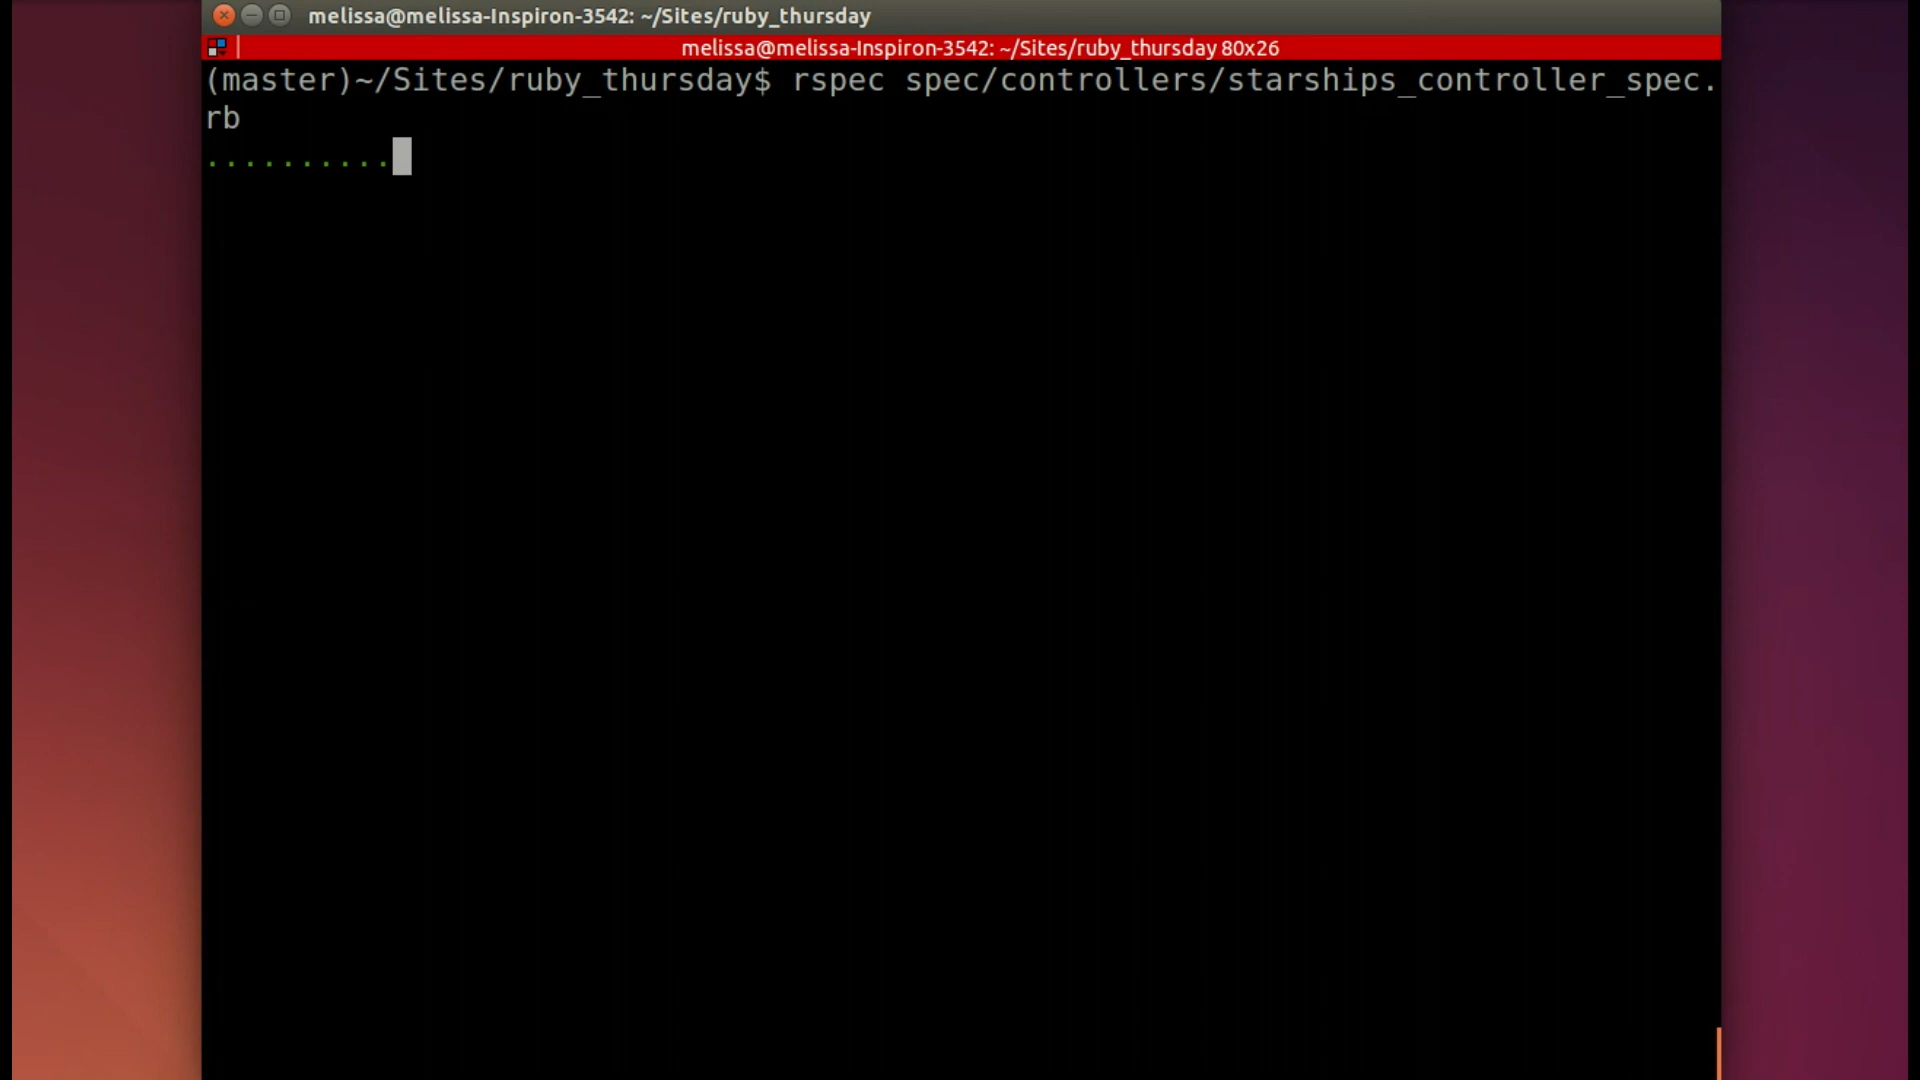 melissa@melissa-Inspiron-3542: ~/Sites/ruby_thursday
melissa@melissa-Inspiron-3542: ~/Sites/ruby_thursday 80x26
(master)~/Sites/ruby_thursday$ rspec spec/controllers/starships_controller_spec.
rb
..........